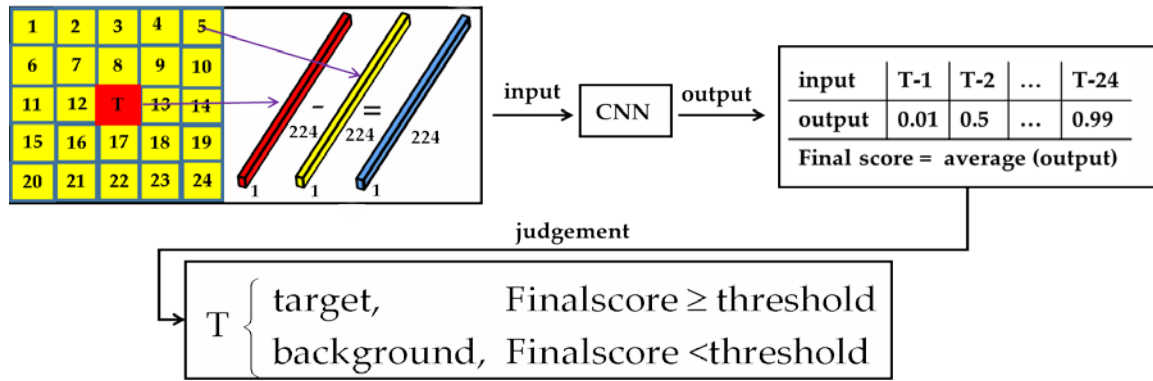 1 2 3 4 5
6 7 8 9 10
11 12 T 13 14
15 16 17 18 19
20 21 22 23 24
- =
224 224 224
1 1 1
input
CNN
output
input T-1 T-2 ... T-24
output 0.01 0.5 ... 0.99
Final score = average (output)
judgement
T { target, Finalscore ≥ threshold
background, Finalscore <threshold